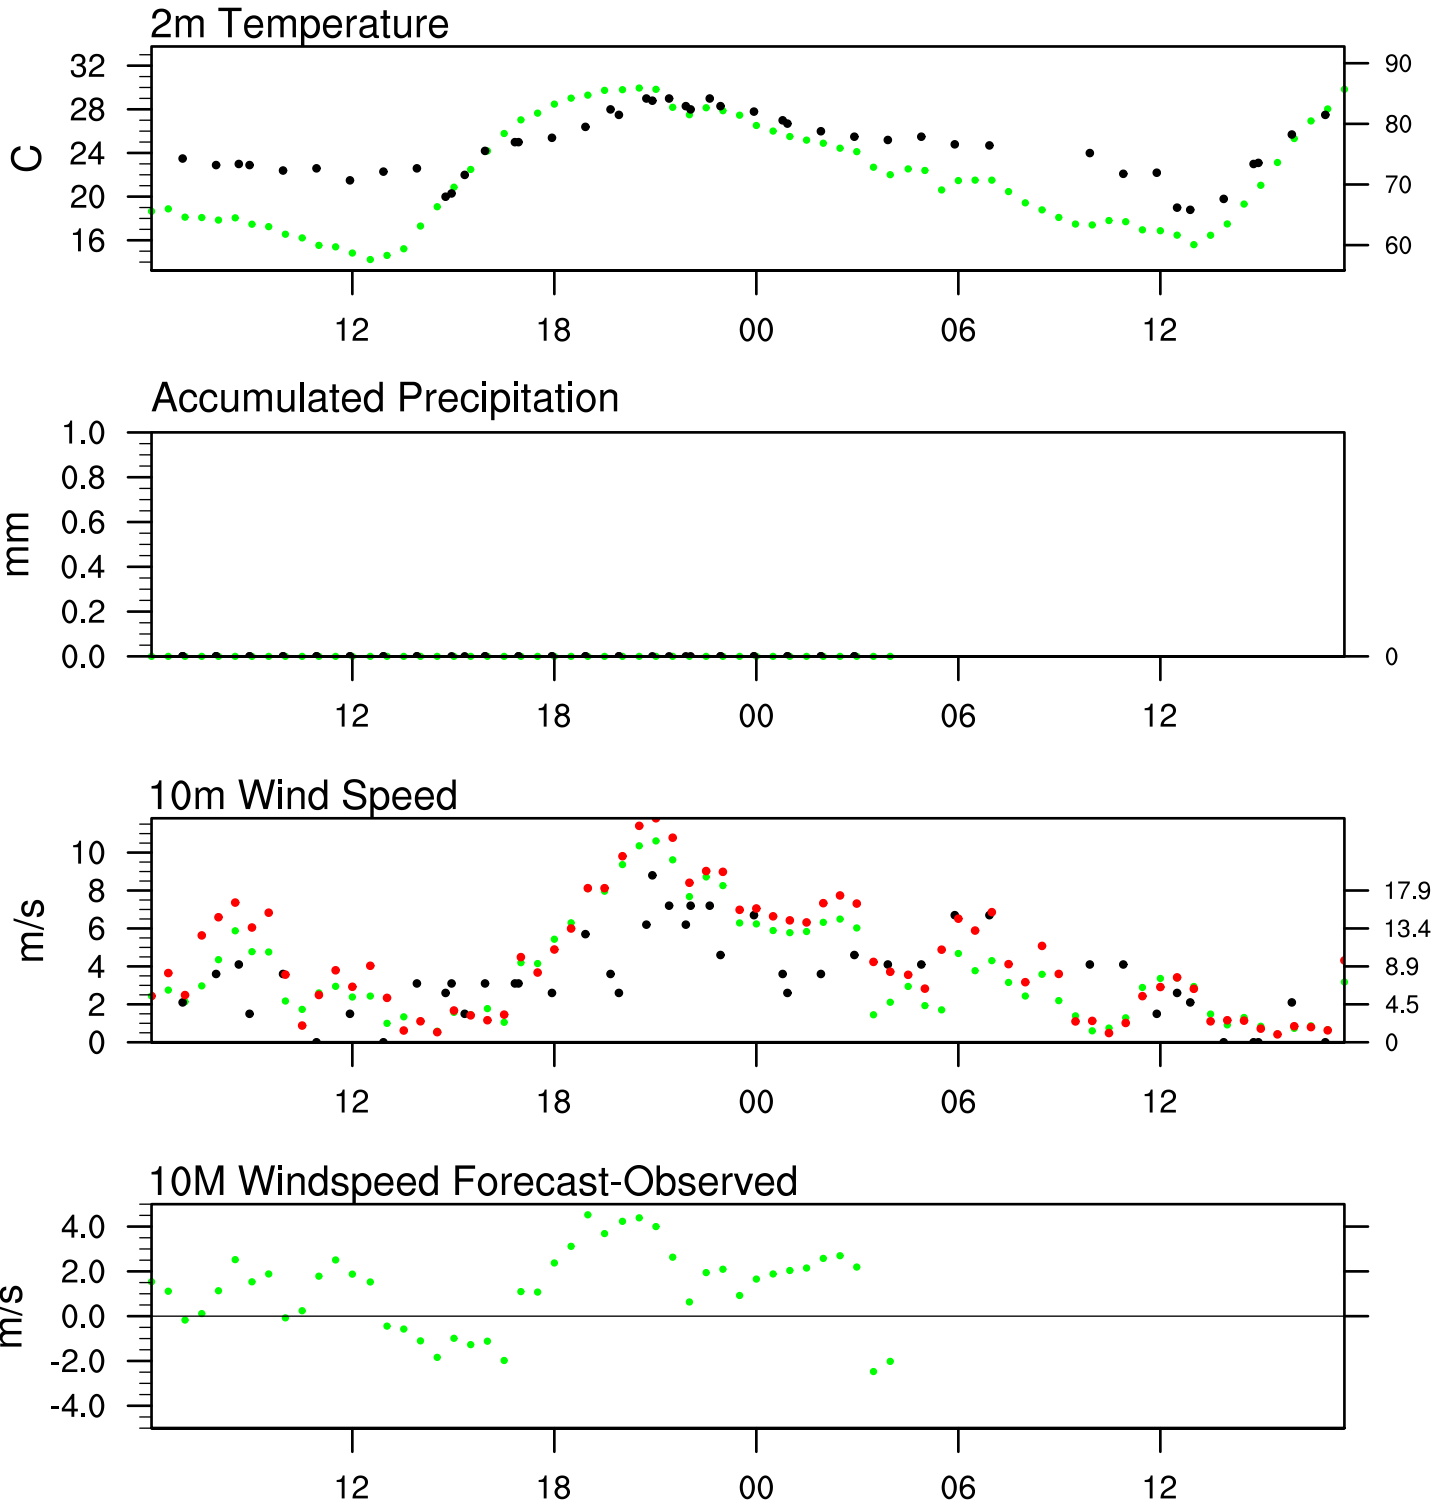 2m Temperature
32
28
24
20
16
C
90
80
70
60
12 18 00 06 12
Accumulated Precipitation
1.0
0.8
0.6
0.4
0.2
0.0
mm
0
12 18 00 06 12
10m Wind Speed
10
8
6
4
2
0
m/s
17.9
13.4
8.9
4.5
0
12 18 00 06 12
10M Windspeed Forecast-Observed
4.0
2.0
0.0
-2.0
-4.0
m/s
12 18 00 06 12